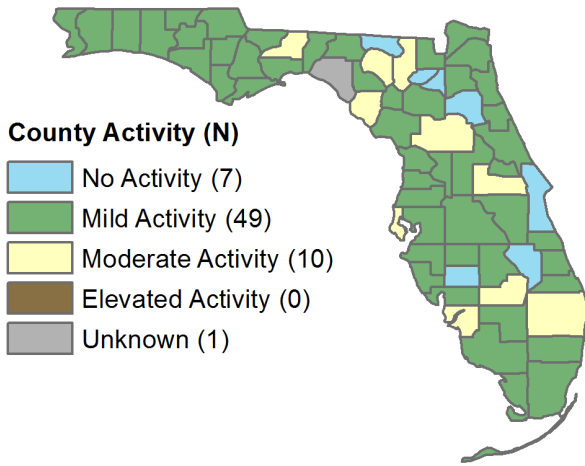 County Activity (N)
No Activity (7)
Mild Activity (49)
Moderate Activity (10)
Elevated Activity (0)
Unknown (1)